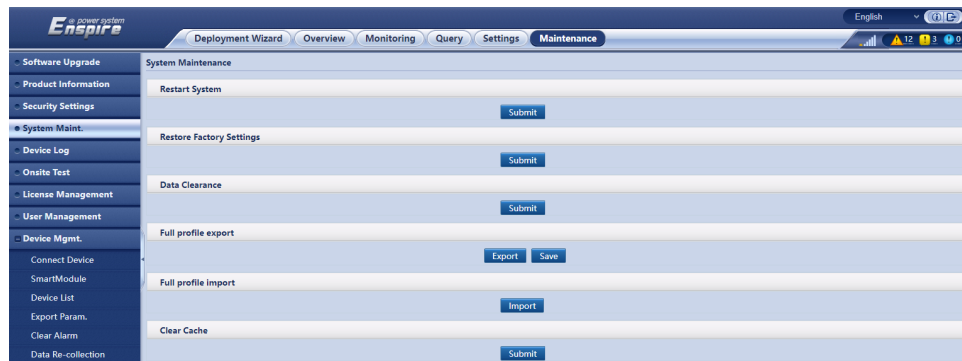 e power system
Enspire
English
Deployment Wizard Overview Monitoring Query Settings Maintenance
12 3 0
Software Upgrade
Product Information
Security Settings
System Maint.
Device Log
Onsite Test
License Management
User Management
Device Mgmt.
Connect Device
SmartModule
Device List
Export Param.
Clear Alarm
Data Re-collection
System Maintenance
Restart System
Submit
Restore Factory Settings
Submit
Data Clearance
Submit
Full profile export
Export Save
Full profile import
Import
Clear Cache
Submit